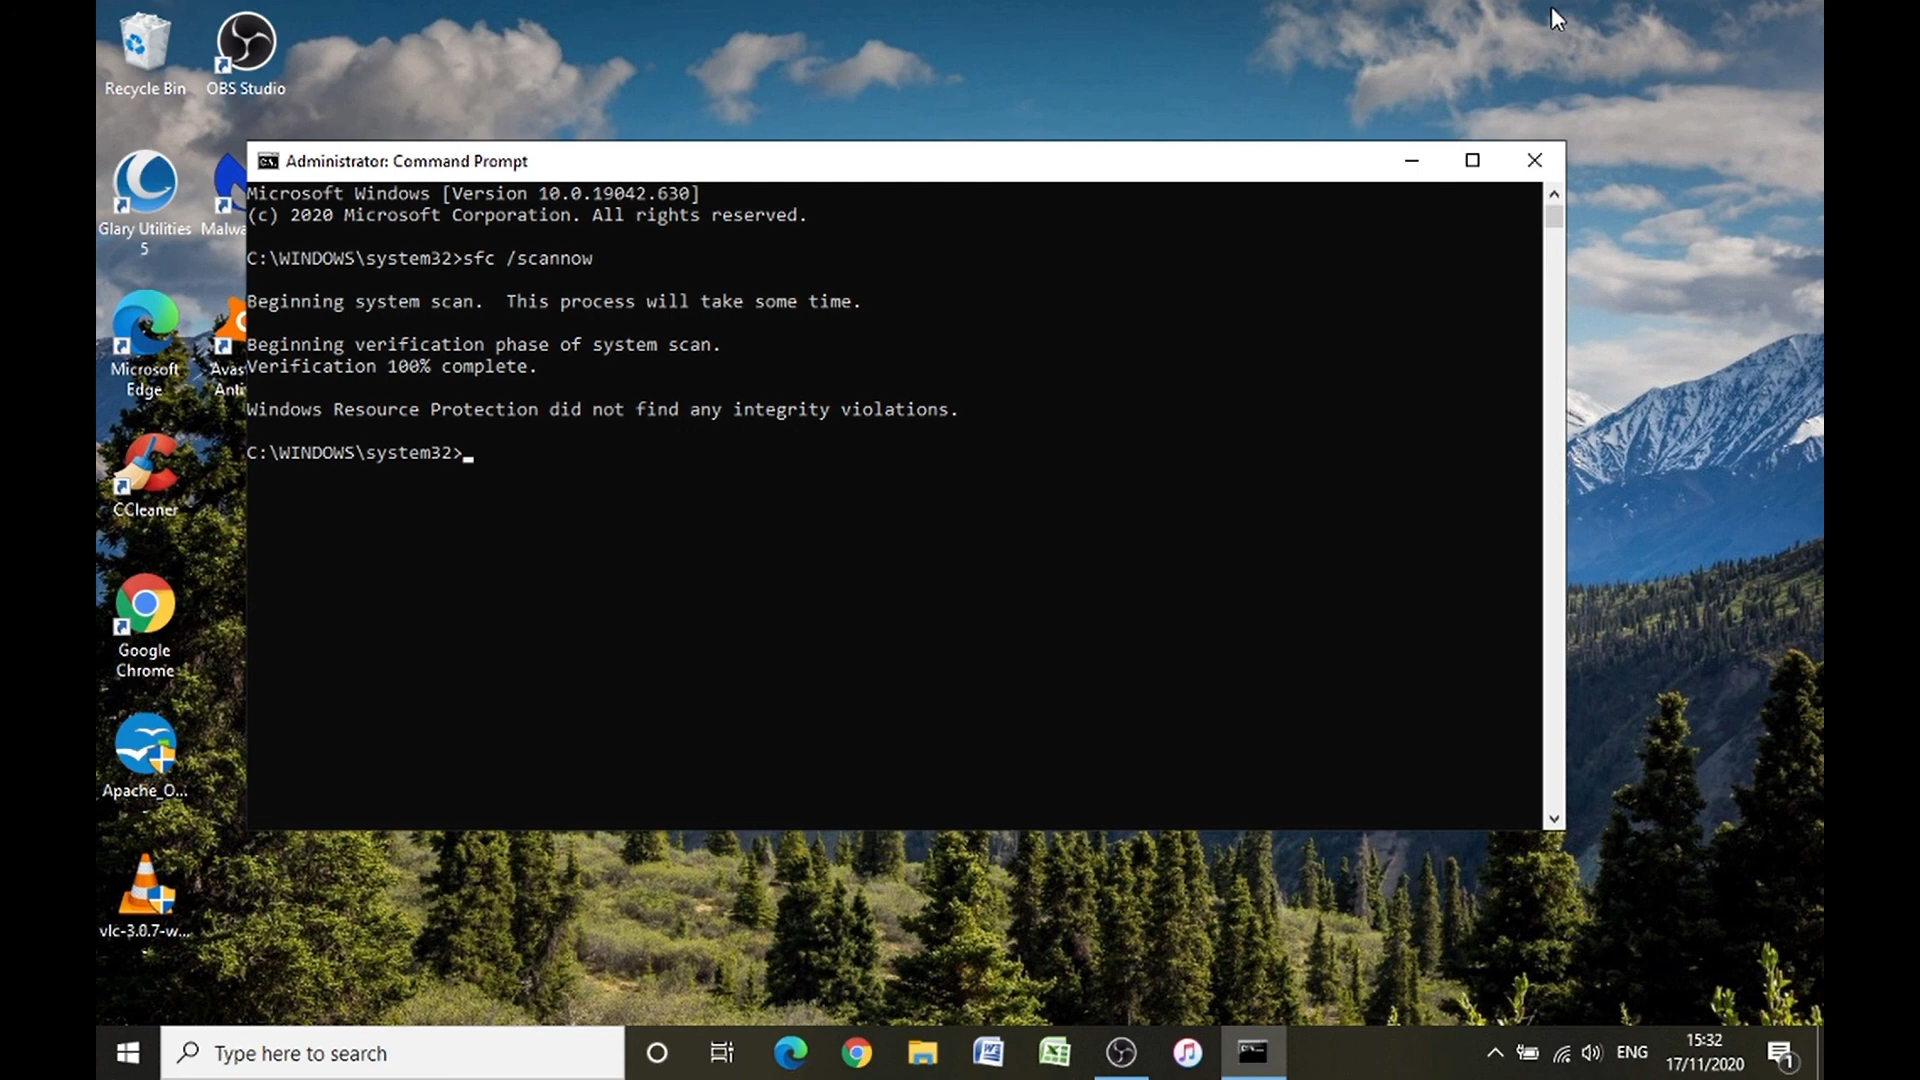 Recycle Bin
OBS Studio
Glary Utilities
5
Malwa
Microsoft
Edge
Avas
Anti
CCleaner
Google
Chrome
Apache_O...
vlc-3.0.7-w...
Administrator: Command Prompt
Microsoft Windows [Version 10.0.19042.630]
(c) 2020 Microsoft Corporation. All rights reserved.
C:\WINDOWS\system32>sfc /scannow
Beginning system scan.  This process will take some time.
Beginning verification phase of system scan.
Verification 100% complete.
Windows Resource Protection did not find any integrity violations.
C:\WINDOWS\system32>
Type here to search
ENG
15:32
17/11/2020
1